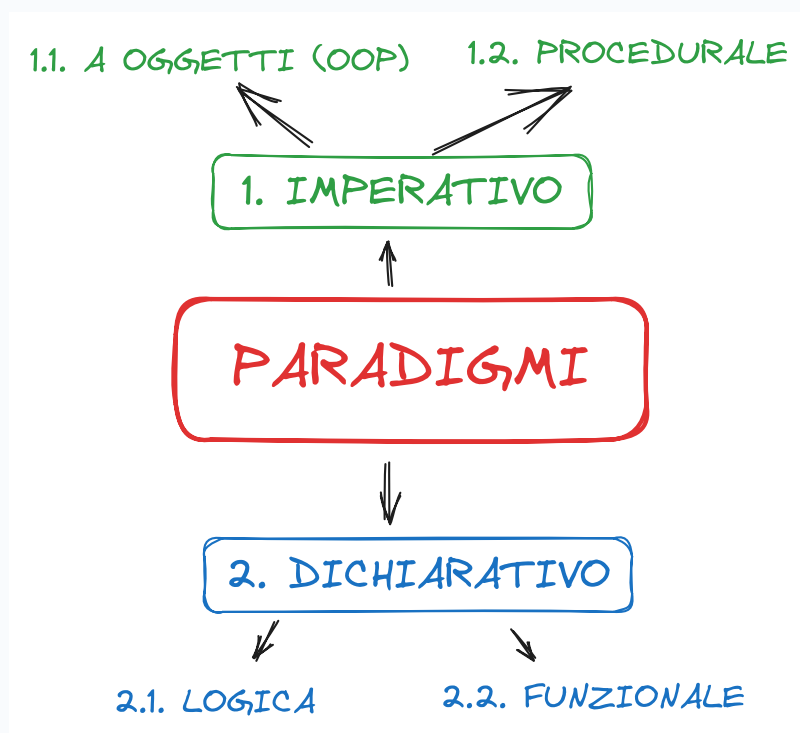 1.1. A OGGETTI (OOP)
1.2. PROCEDURALE
1. IMPERATIVO
PARADIGMI
2. DICHIARATIVO
2.1. LOGICA
2.2. FUNZIONALE